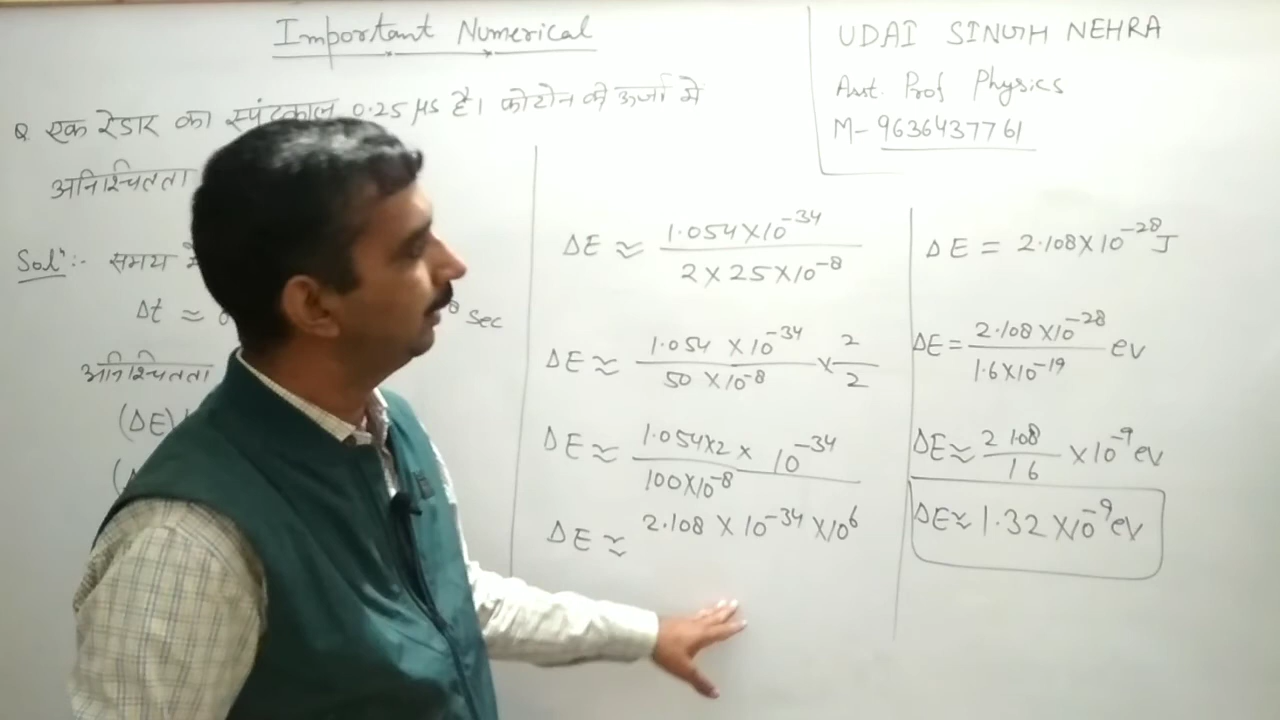 Important Numerical
UDAI SINGH NEHRA
Asst. Prof Physics
M- 9636437761
Q. एक रेडार का स्पंदकाल 0.25 μs है। फोटोन की ऊर्जा मे
अनिश्चितता
Solⁿ:- समय मे
Δt ≈ sec
अनिश्चितता
(ΔE)
(
ΔE ≈ 1.054×10⁻³⁴ / 2×25×10⁻⁸
ΔE ≈ 1.054 ×10⁻³⁴ / 50 ×10⁻⁸ × 2/2
ΔE ≈ 1.054×2 × 10⁻³⁴ / 100×10⁻⁸
ΔE ≈ 2.108 × 10⁻³⁴ ×10⁶
ΔE = 2.108×10⁻²⁸ J
ΔE = 2.108 ×10⁻²⁸ / 1.6×10⁻¹⁹ ev
ΔE ≈ 2 1.08 / 1 6 ×10⁻⁹ ev
ΔE ≈ 1.32 ×10⁻⁹ ev